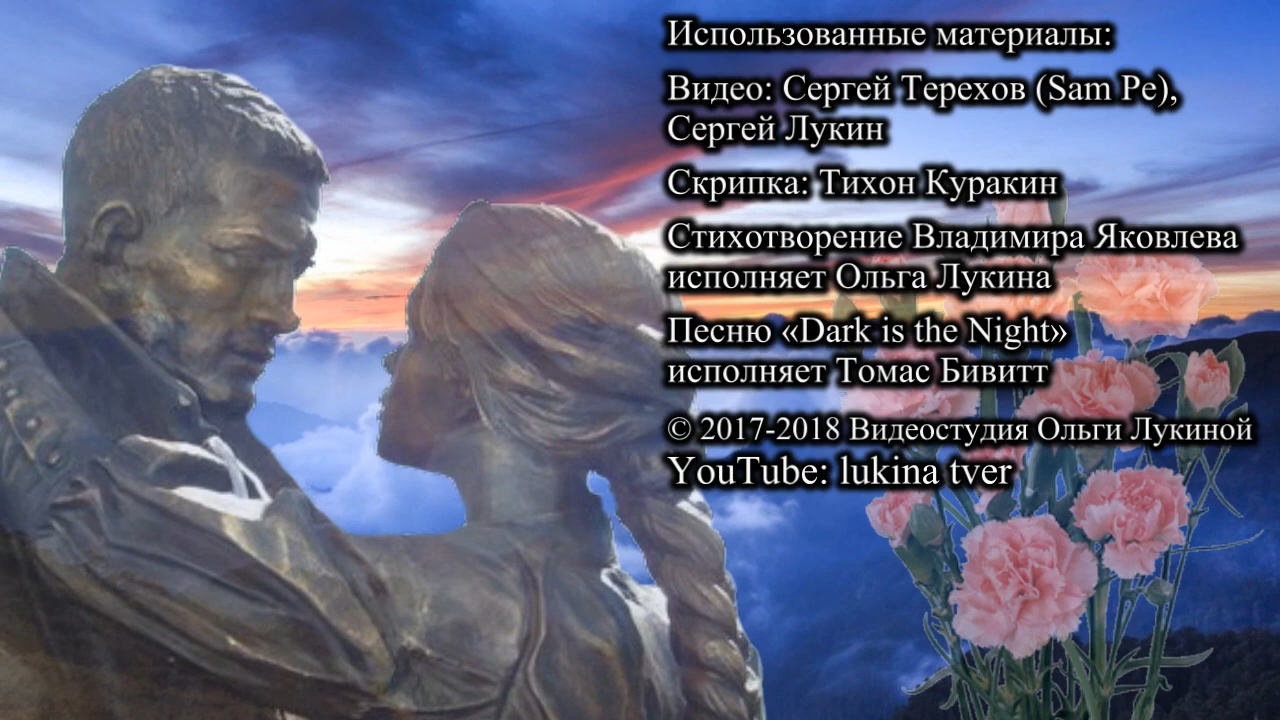 Использованные материалы:
Видео: Сергей Терехов (Sam Pe),
Сергей Лукин
Скрипка: Тихон Куракин
Стихотворение Владимира Яковлева
исполняет Ольга Лукина
Песню «Dark is the Night»
исполняет Томас Бивитт
© 2017-2018 Видеостудия Ольги Лукиной
YouTube: lukina tver